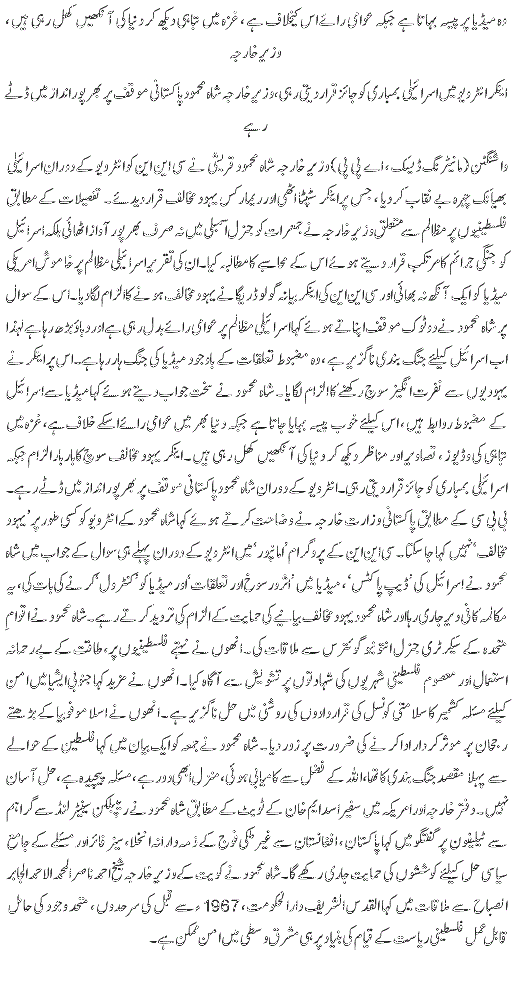 وہ میڈیا پر پیسہ بہاتا ہے جبکہ عوامی رائے اس کیخلاف ہے، غزہ میں تباہی دیکھ کر دنیا کی آنکھیں کھل رہی ہیں،
وزیر خارجہ
اینکر انٹرویو میں اسرائیلی بمباری کو جائز قرار دیتی رہی، وزیر خارجہ شاہ محمود پاکستانی موقف پر بھرپور انداز میں ڈٹے
رہے
واشنگٹن (مانیٹرنگ ڈیسک، اے پی پی) وزیر خارجہ شاہ محمود قریشی نے سی این این کو انٹرویو کے دوران اسرائیلی
بھیانک چہرہ بے نقاب کر دیا، جس پر اینکر سٹپٹا اٹھی اور ریمارکس یہود مخالف قرار دیدئے۔ تفصیلات کے مطابق
فلسطینیوں پر مظالم سے متعلق وزیر خارجہ نے جمعرات کو جنرل اسمبلی میں نہ صرف بھرپور آواز اٹھائی بلکہ اسرائیل
کو جنگی جرائم کا مرتکب قرار دیتے ہوئے اس کے محاسبے کا مطالبہ کیا۔ ان کی تقریر اسرائیلی مظالم پر خاموش امریکی
میڈیا کو ایک آنکھ نہ بھائی اور سی این این کی اینکر بیانہ گولوڈریگا نے یہود مخالف ہونے کا الزام لگا دیا۔ اس کے سوال
پر شاہ محمود نے دو ٹوک موقف اپناتے ہوئے کہا اسرائیلی مظالم پر عوامی رائے بدل رہی ہے اور دباؤ بڑھ رہا ہے لہٰذا
اب اسرائیل کیلئے جنگ بندی ناگزیر ہے، وہ مضبوط تعلقات کے باوجود میڈیا کی جنگ ہار رہا ہے۔ اس پر اینکر نے
یہودیوں سے نفرت انگیز سوچ رکھنے کا الزام لگایا۔ شاہ محمود نے سخت جواب دیتے ہوئے کہا میڈیا سے اسرائیل
کے مضبوط روابط ہیں، اس کیلئے خوب پیسہ بہایا جاتا ہے جبکہ دنیا بھر میں عوامی رائے اسکے خلاف ہے، غزہ میں
تباہی کی وڈیوز، تصاویر اور مناظر دیکھ کر دنیا کی آنکھیں کھل رہی ہیں۔ اینکر یہود مخالف سوچ کا بار بار الزام جبکہ
اسرائیلی بمباری کو جائز قرار دیتی رہی۔ انٹرویو کے دوران شاہ محمود پاکستانی موقف پر بھرپور انداز میں ڈٹے رہے۔
بی بی سی کے مطابق پاکستانی وزارت خارجہ نے وضاحت کرتے ہوئے کہا شاہ محمود کے انٹرویو کو کسی طور پر 'یہود
مخالف' نہیں کہا جا سکتا۔ سی این این کے پروگرام 'امانپور' میں انٹرویو کے دوران پہلے ہی سوال کے جواب میں شاہ
محمود نے اسرائیل کی 'ڈیپ پاکٹس'، میڈیا میں 'اثر و رسوخ اور تعلقات' اور میڈیا کو 'کنٹرول' کرنے کی بات کی، یہ
مکالمہ کافی دیر جاری رہا اور شاہ محمود یہود مخالف بیانیے کی حمایت کے الزام کی تردید کرتے رہے۔ شاہ محمود نے اقوام
متحدہ کے سیکرٹری جنرل انتونیو گوتریس سے ملاقات کی۔ انھوں نے نہتے فلسطینیوں پر، طاقت کے بے رحمانہ
استعمال اور معصوم فلسطینی شہریوں کی شہادتوں پر تشویش سے آگاہ کیا۔ انھوں نے مزید کہا جنوبی ایشیا میں امن
کیلئے مسئلہ کشمیر کا سلامتی کونسل کی قراردادوں کی روشنی میں حل ناگزیر ہے۔ انھوں نے اسلاموفوبیا کے بڑھتے
رجحان پر موثر کردار ادا کرنے کی ضرورت پر زور دیا۔ شاہ محمود نے جمعہ کو ایک بیان میں کہا فلسطین کے حوالے
سے پہلا مقصد جنگ بندی کا تھا، اللہ کے فضل سے کامیابی ہوئی، منزل ابھی دور ہے، مسئلہ پیچیدہ ہے، حل آسان
نہیں۔ دفتر خارجہ اور امریکہ میں سفیر اسد ایم خان کے ٹویٹ کے مطابق شاہ محمود نے ریپبلکن سینیٹر لنڈسے گراہم
سے ٹیلیفون پر گفتگو میں کہا پاکستان، افغانستان سے غیر ملکی فوج کے ذمہ دارانہ انخلا، سیز فائر اور مسئلے کے جامع
سیاسی حل کیلئے کوششوں کی حمایت جاری رکھے گا۔ شاہ محمود نے کویت کے وزیر خارجہ شیخ احمد ناصر المحمد الاحمد الجابر
الصباح سے ملاقات میں کہا القدس الشریف دارالحکومت، 1967ء سے قبل کی سرحدوں، متحد وجود کی حامل
قابل عمل فلسطینی ریاست کے قیام کی بنیاد پر ہی مشرق وسطیٰ میں امن ممکن ہے۔